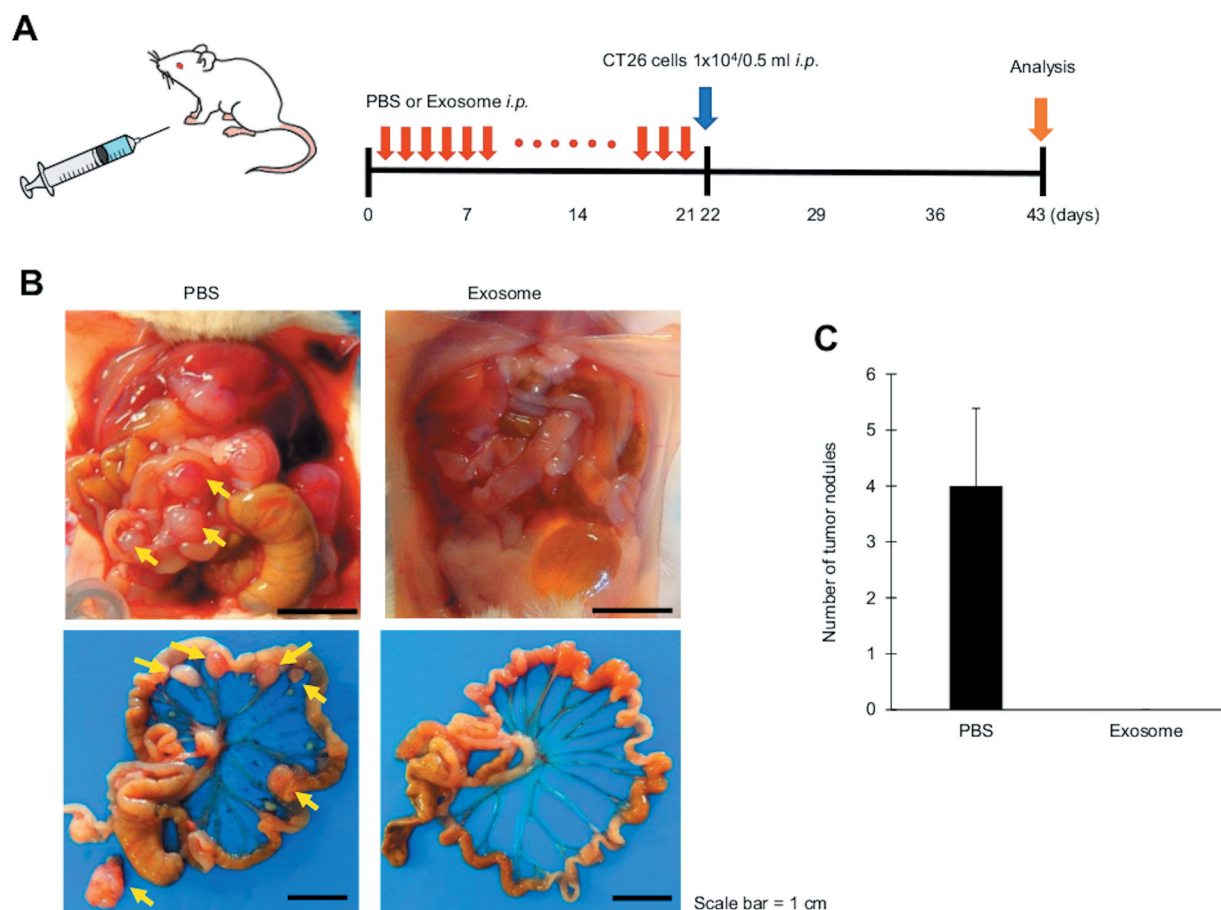 A
CT26 cells 1x10⁴/0.5 ml i.p.
Analysis
PBS or Exosome i.p.
0 7 14 21 22 29 36 43 (days)
B
PBS Exosome
C
6
5
4
3
2
1
0
Number of tumor nodules
PBS Exosome
Scale bar = 1 cm